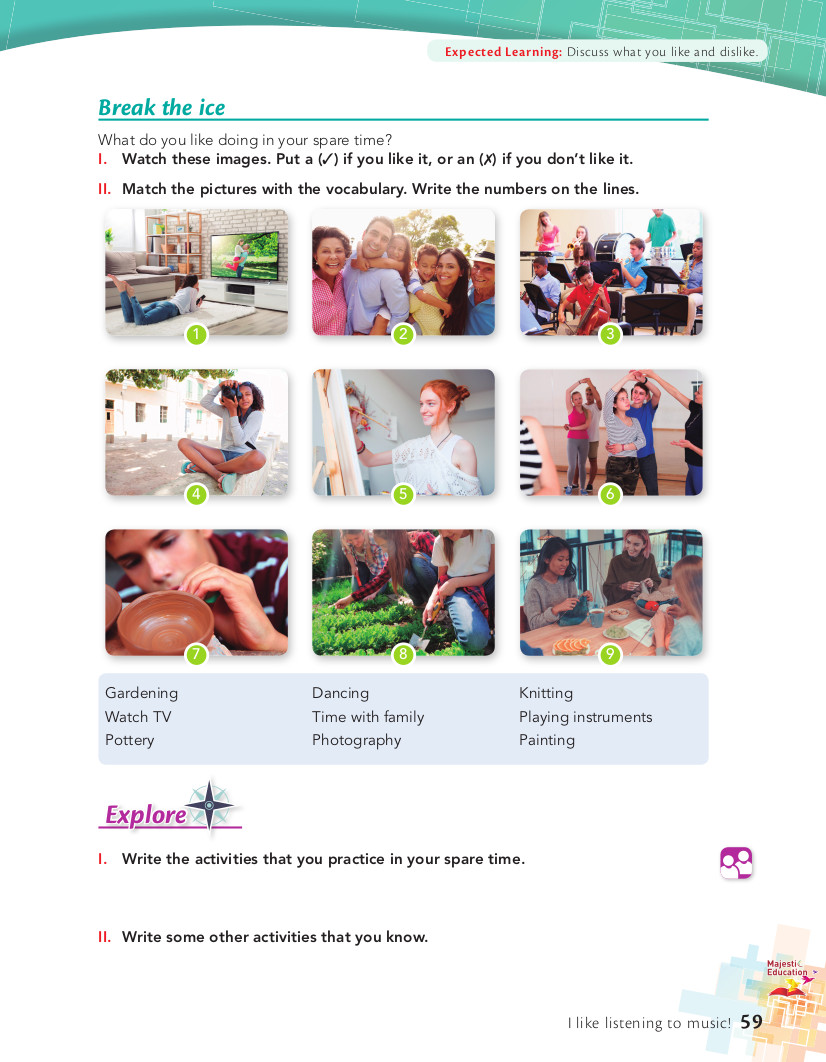 Expected Learning: Discuss what you like and dislike.
Break the ice
What do you like doing in your spare time?
I. Watch these images. Put a (✓) if you like it, or an (✗) if you don’t like it.
II. Match the pictures with the vocabulary. Write the numbers on the lines.
1 2 3
4 5 6
7 8 9
Gardening Dancing Knitting
Watch TV Time with family Playing instruments
Pottery Photography Painting
Explore
I. Write the activities that you practice in your spare time.
II. Write some other activities that you know.
Majestic
Education
I like listening to music! 59